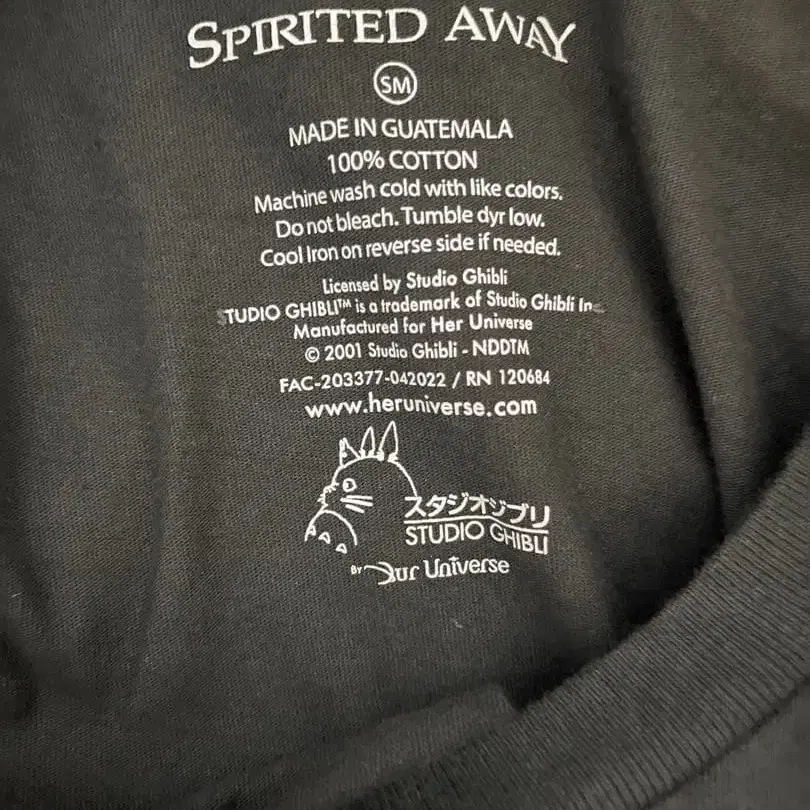 SPIRITED AWAY
SM
MADE IN GUATEMALA
100% COTTON
Machine wash cold with like colors.
Do not bleach. Tumble dyr low.
Cool Iron on reverse side if needed.
Licensed by Studio Ghibli
STUDIO GHIBLI™ is a trademark of Studio Ghibli Inc.
Manufactured for Her Universe
© 2001 Studio Ghibli - NDDTM
FAC-203377-042022 / RN 120684
www.heruniverse.com
スタジオジブリ
STUDIO GHIBLI
BY Our Universe